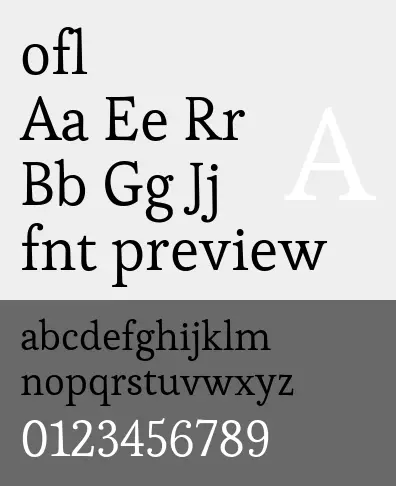 ofl
Aa Ee Rr
A
Bb Gg Jj
fnt preview
abcdefghijklm
nopqrstuvwxyz
0123456789